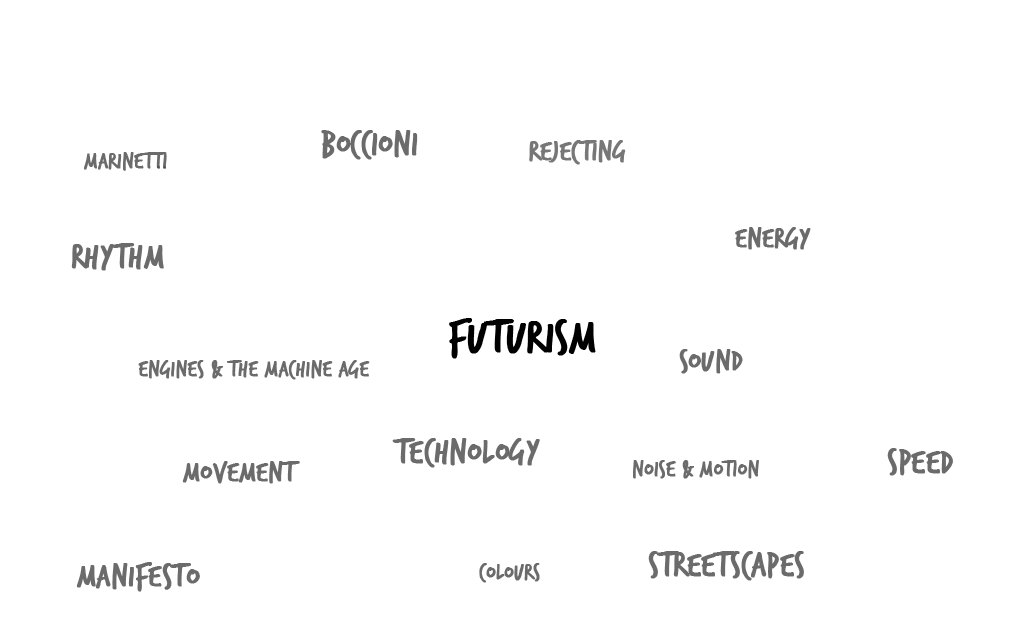 BOCCIONI
REJECTING
MARINETTI
ENERGY
RHYTHM
FUTURISM
SOUND
ENGINES & THE MACHINE AGE
TECHNOLOGY
SPEED
NOISE & MOTION
MOVEMENT
STREETSCAPES
COLOURS
MANIFESTO